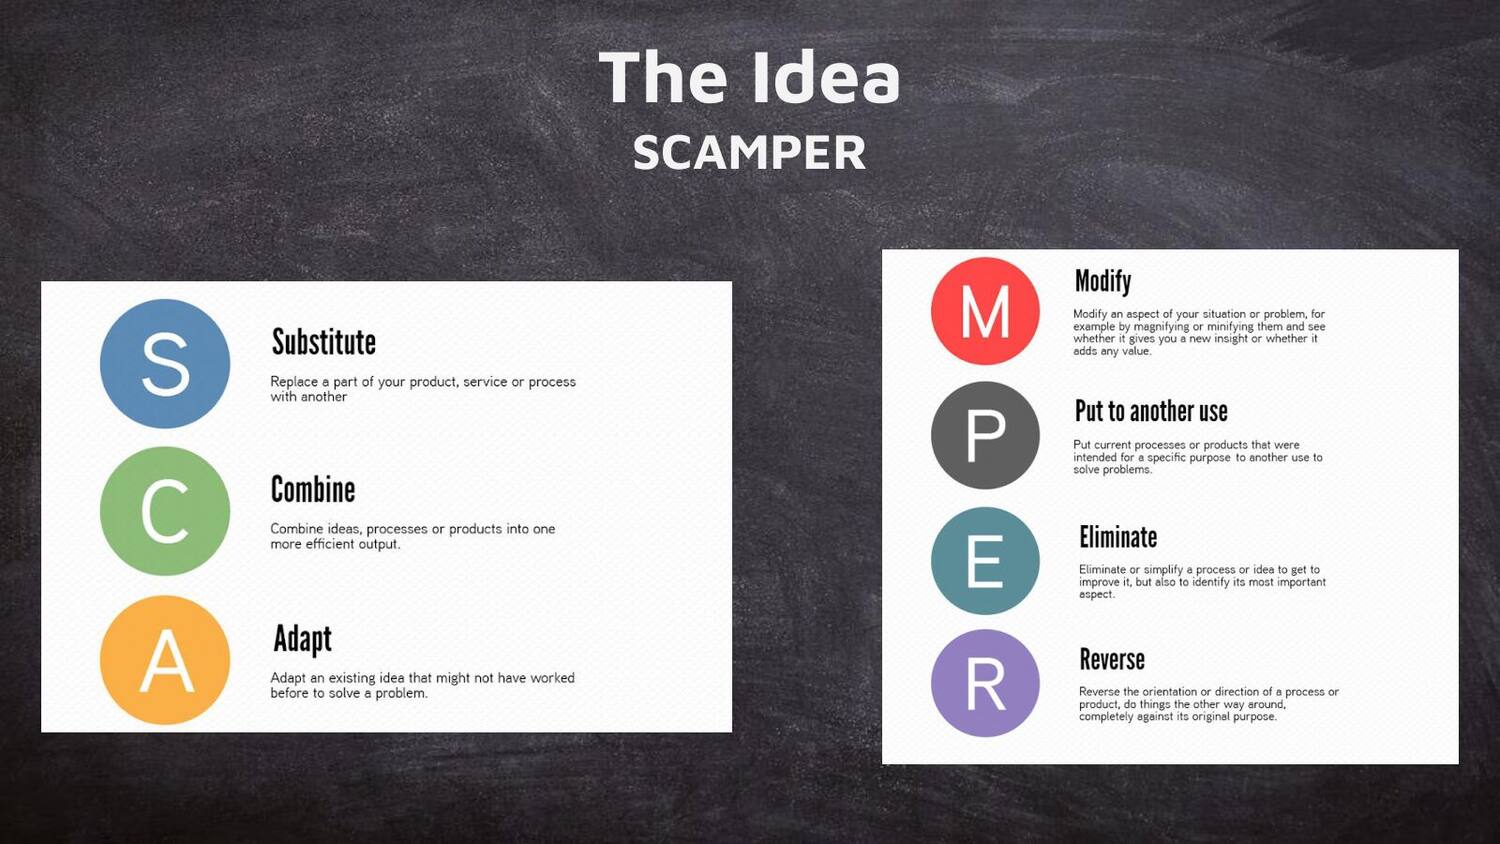 The Idea
SCAMPER
S
Substitute
Replace a part of your product, service or process
with another
C
Combine
Combine ideas, processes or products into one
more efficient output.
A
Adapt
Adapt an existing idea that might not have worked
before to solve a problem.
M
Modify
Modify an aspect of your situation or problem, for
example by magnifying or minifying them and see
whether it gives you a new insight or whether it
adds any value.
P
Put to another use
Put current processes or products that were
intended for a specific purpose to another use to
solve problems.
E
Eliminate
Eliminate or simplify a process or idea to get to
improve it, but also to identify its most important
aspect.
R
Reverse
Reverse the orientation or direction of a process or
product, do things the other way around,
completely against its original purpose.